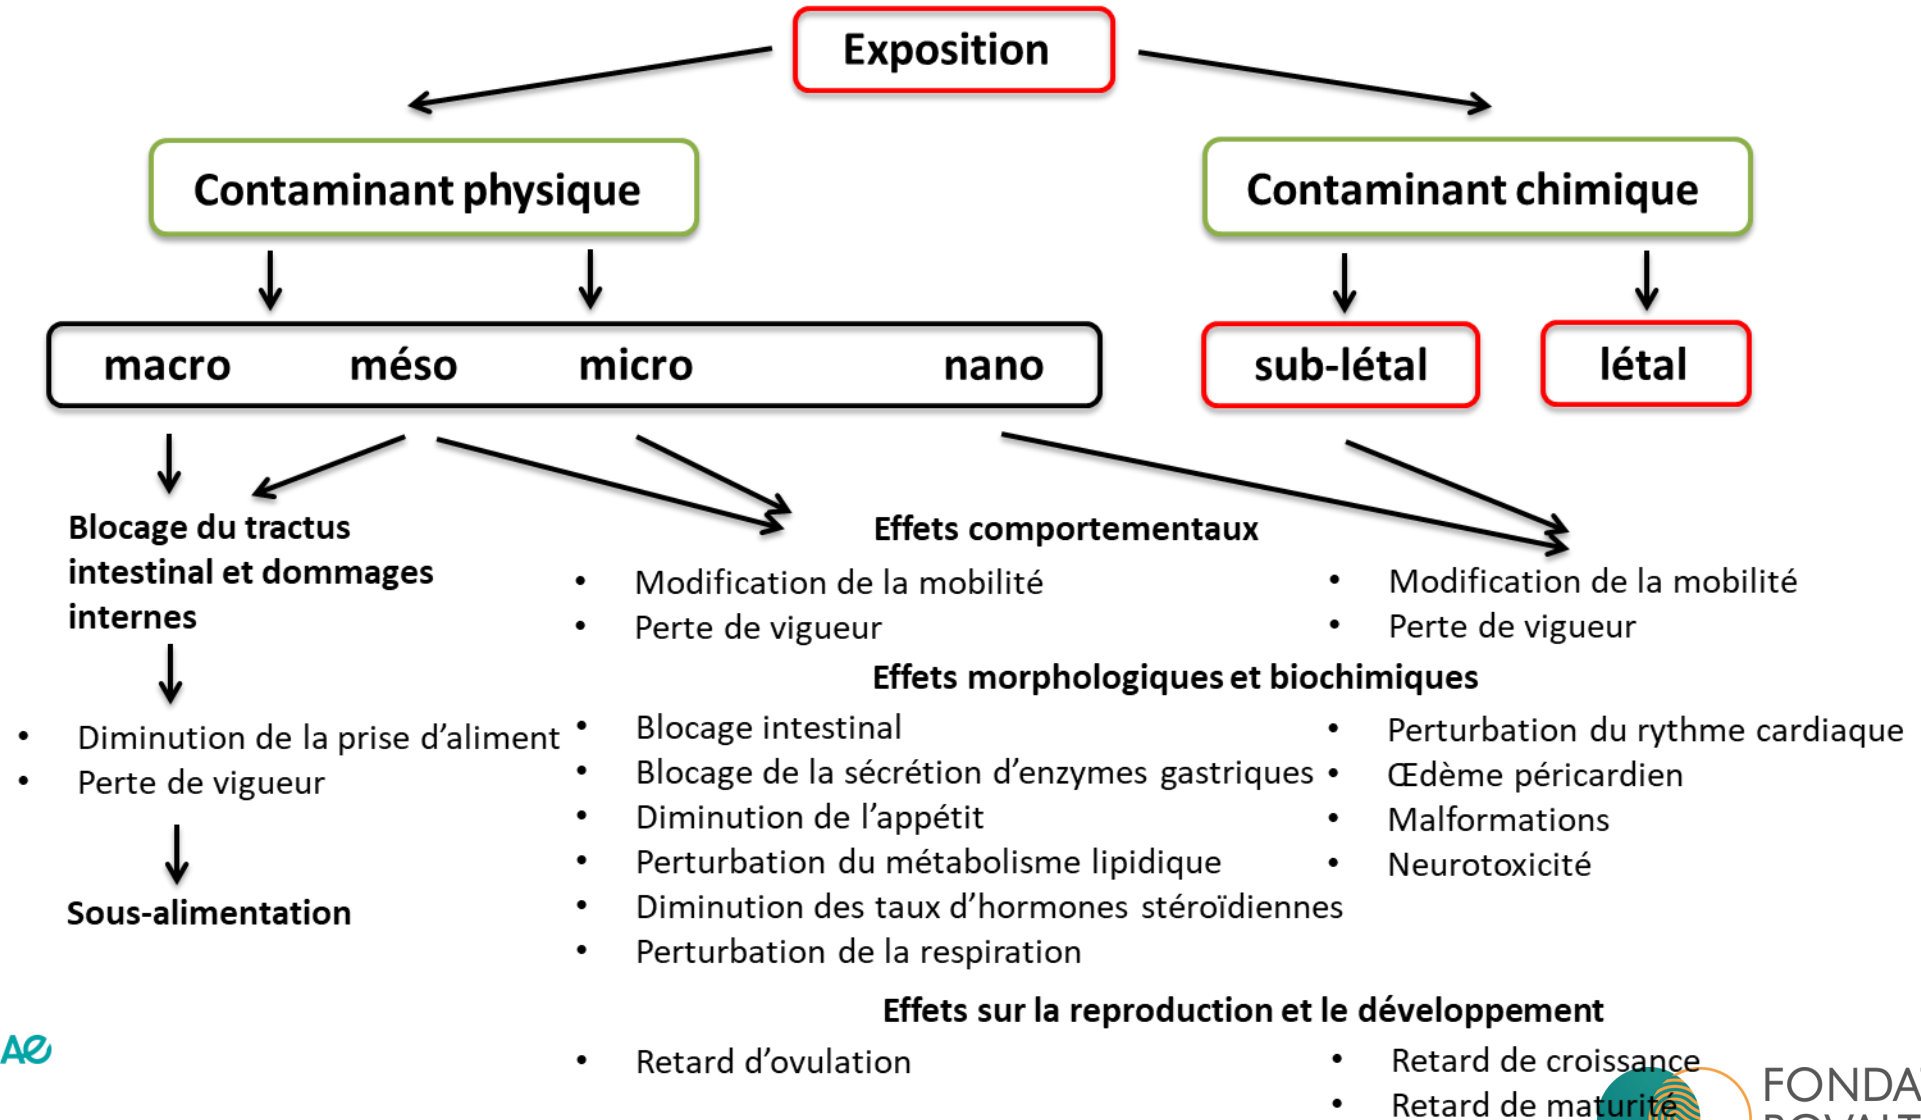 Exposition
Contaminant physique
Contaminant chimique
macro méso micro nano
sub-létal
létal
Blocage du tractus
intestinal et dommages
internes
• Diminution de la prise d’aliment
• Perte de vigueur
Sous-alimentation
Effets comportementaux
• Modification de la mobilité
• Perte de vigueur
• Modification de la mobilité
• Perte de vigueur
Effets morphologiques et biochimiques
• Blocage intestinal
• Blocage de la sécrétion d’enzymes gastriques
• Diminution de l’appétit
• Perturbation du métabolisme lipidique
• Diminution des taux d’hormones stéroïdiennes
• Perturbation de la respiration
• Perturbation du rythme cardiaque
• Œdème péricardien
• Malformations
• Neurotoxicité
Effets sur la reproduction et le développement
• Retard d’ovulation
• Retard de croissance
• Retard de maturité
AE
FONDA